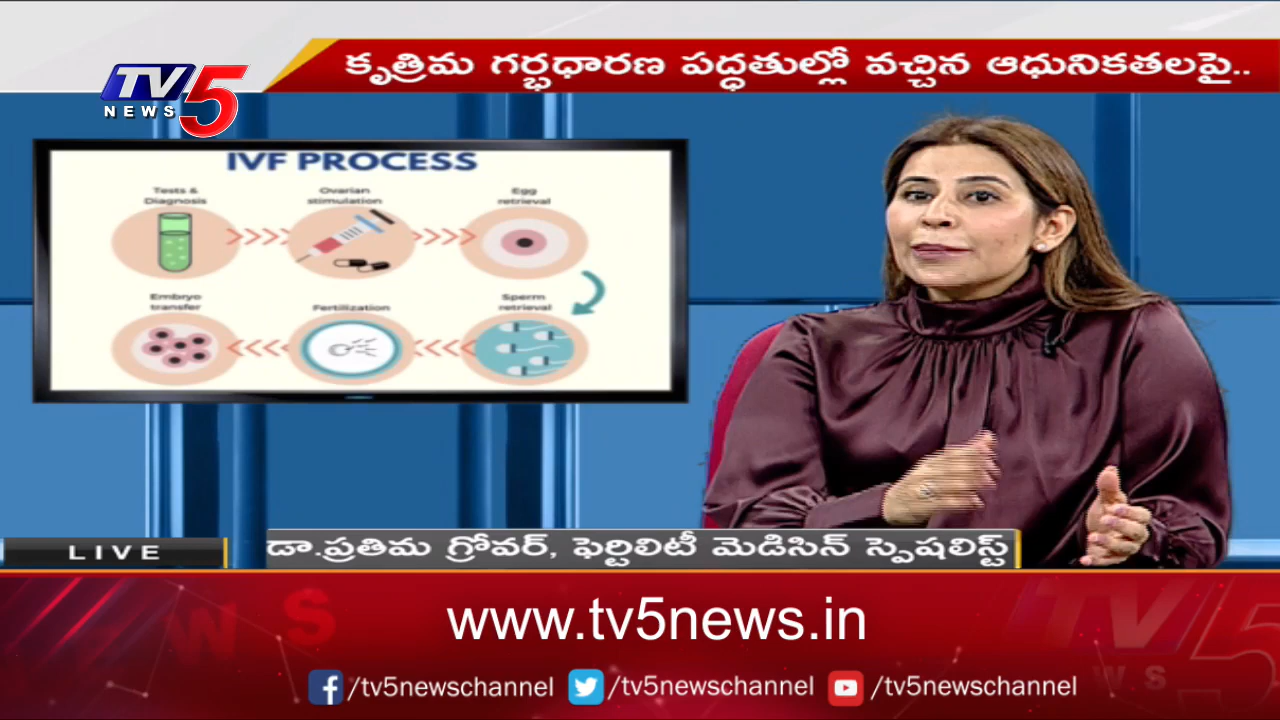 కృత్రిమ గర్భధారణ పద్ధతుల్లో వచ్చిన ఆధునికతలపై..
TV5
NEWS
IVF PROCESS
Tests &
Diagnosis
Ovarian
stimulation
Egg
retrieval
Embryo
transfer
Fertilization
Sperm
retrieval
LIVE
డా.ప్రతిమ గ్రోవర్, ఫెర్టిలిటీ మెడిసిన్ స్పెషలిస్ట్
www.tv5news.in
/tv5newschannel
/tv5newschannel
/tv5newschannel